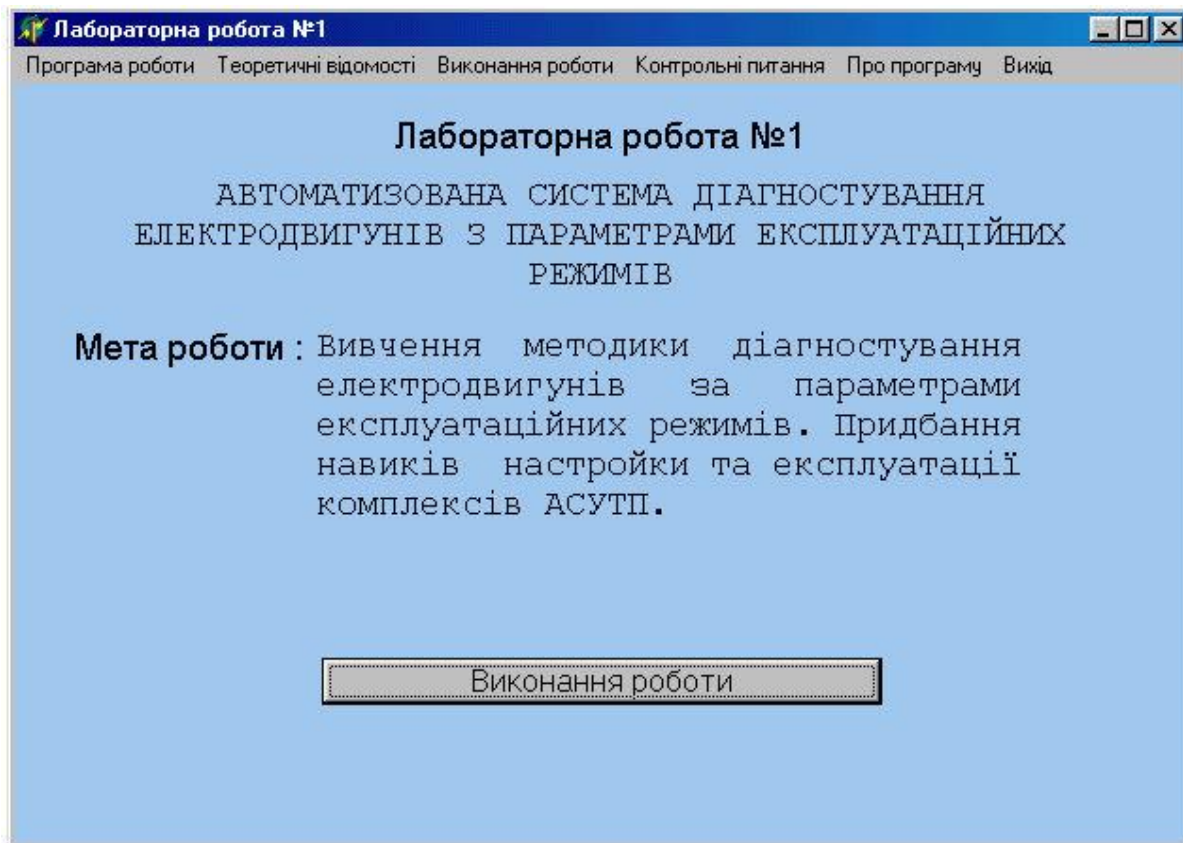 Лабораторна робота №1
Програма роботи Теоретичні відомості Виконання роботи Контрольні питання Про програму Вихід
Лабораторна робота №1
АВТОМАТИЗОВАНА СИСТЕМА ДІАГНОСТУВАННЯ
ЕЛЕКТРОДВИГУНІВ З ПАРАМЕТРАМИ ЕКСПЛУАТАЦІЙНИХ
РЕЖИМІВ
Мета роботи : Вивчення методики діагностування
електродвигунів за параметрами
експлуатаційних режимів. Придбання
навиків настройки та експлуатації
комплексів АСУТП.
Виконання роботи